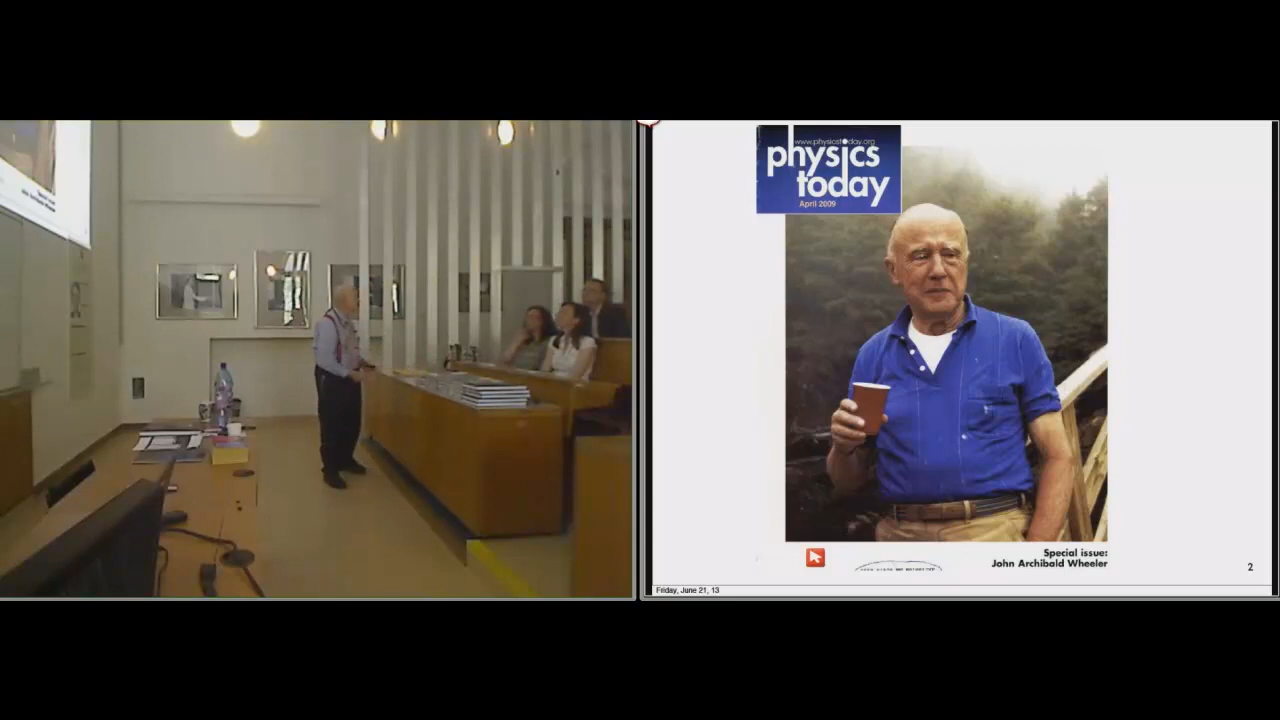 www.physicstoday.org
physics
today
April 2009
Special issue:
John Archibald Wheeler
2
Friday, June 21, 13